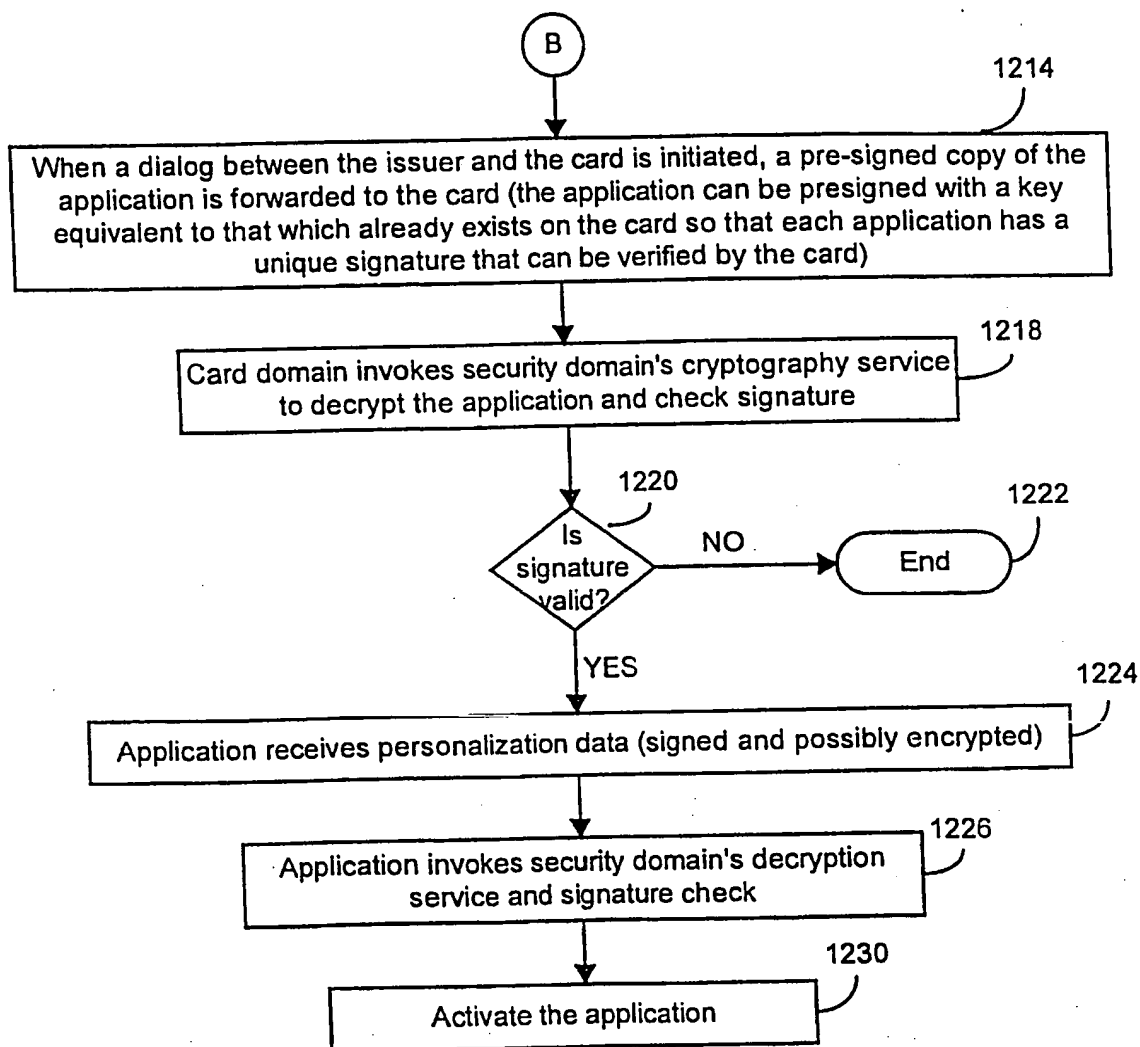 B
1214
When a dialog between the issuer and the card is initiated, a pre-signed copy of the
application is forwarded to the card (the application can be presigned with a key
equivalent to that which already exists on the card so that each application has a
unique signature that can be verified by the card)
1218
Card domain invokes security domain's cryptography service
to decrypt the application and check signature
1220
Is
signature
valid?
NO
1222
End
YES
1224
Application receives personalization data (signed and possibly encrypted)
1226
Application invokes security domain's decryption
service and signature check
1230
Activate the application